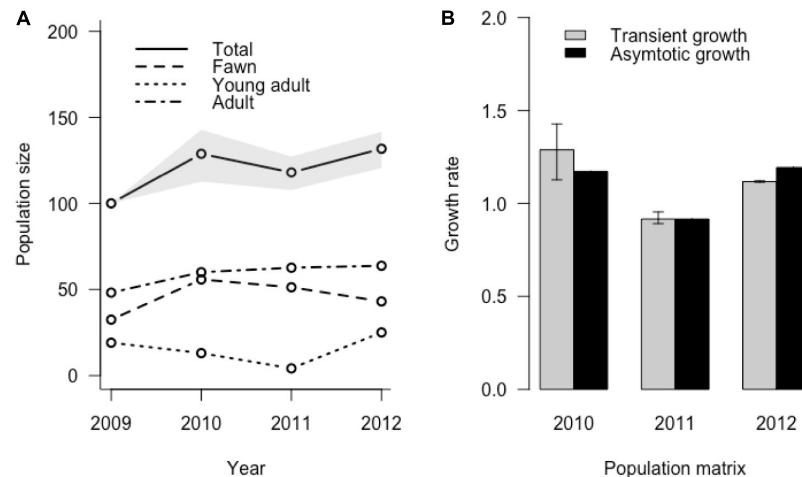 A
200
150
100
50
0
Population size
Total
Fawn
Young adult
Adult
2009 2010 2011 2012
Year
B
2.0
1.5
1.0
0.5
0.0
Growth rate
Transient growth
Asymtotic growth
2010 2011 2012
Population matrix